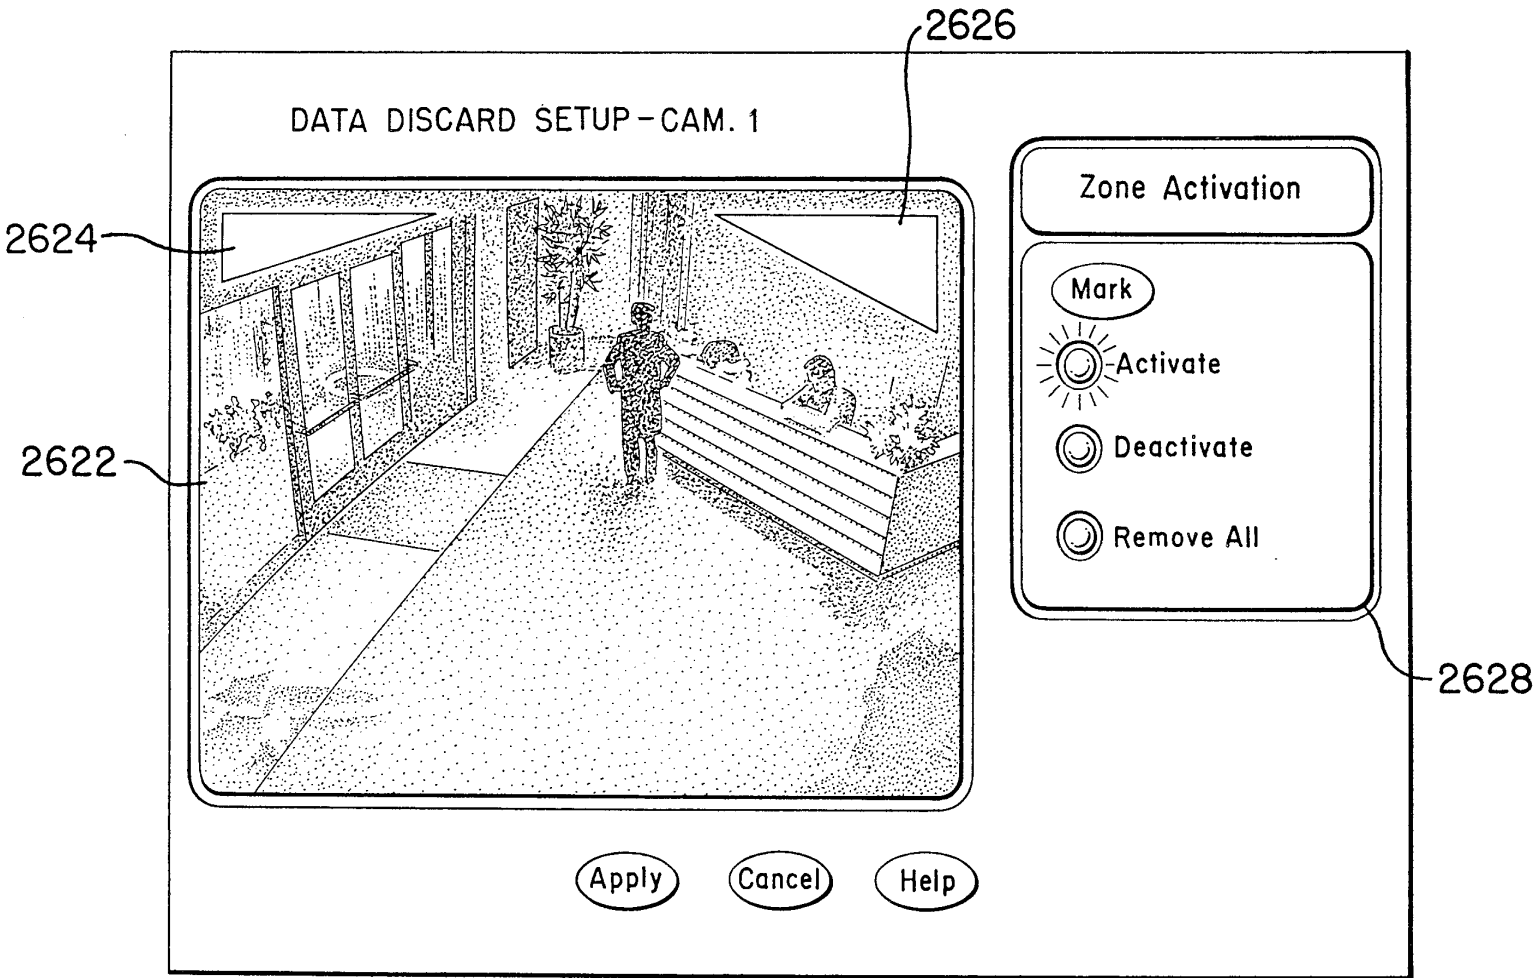 2626
DATA DISCARD SETUP-CAM. 1
Zone Activation
2624
Mark
Activate
2622
Deactivate
Remove All
2628
Apply
Cancel
Help